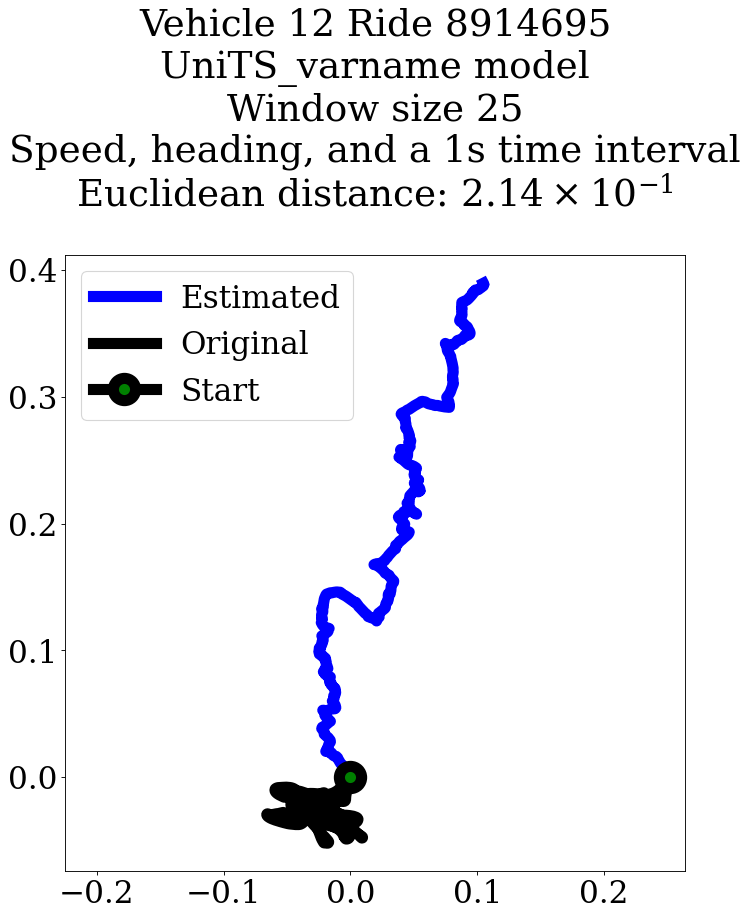 Vehicle 12 Ride 8914695
UniTS_varname model
Window size 25
Speed, heading, and a 1s time interval
Euclidean distance: 2.14 × 10⁻¹
Estimated
Original
Start
0.4
0.3
0.2
0.1
0.0
−0.2
−0.1
0.0
0.1
0.2